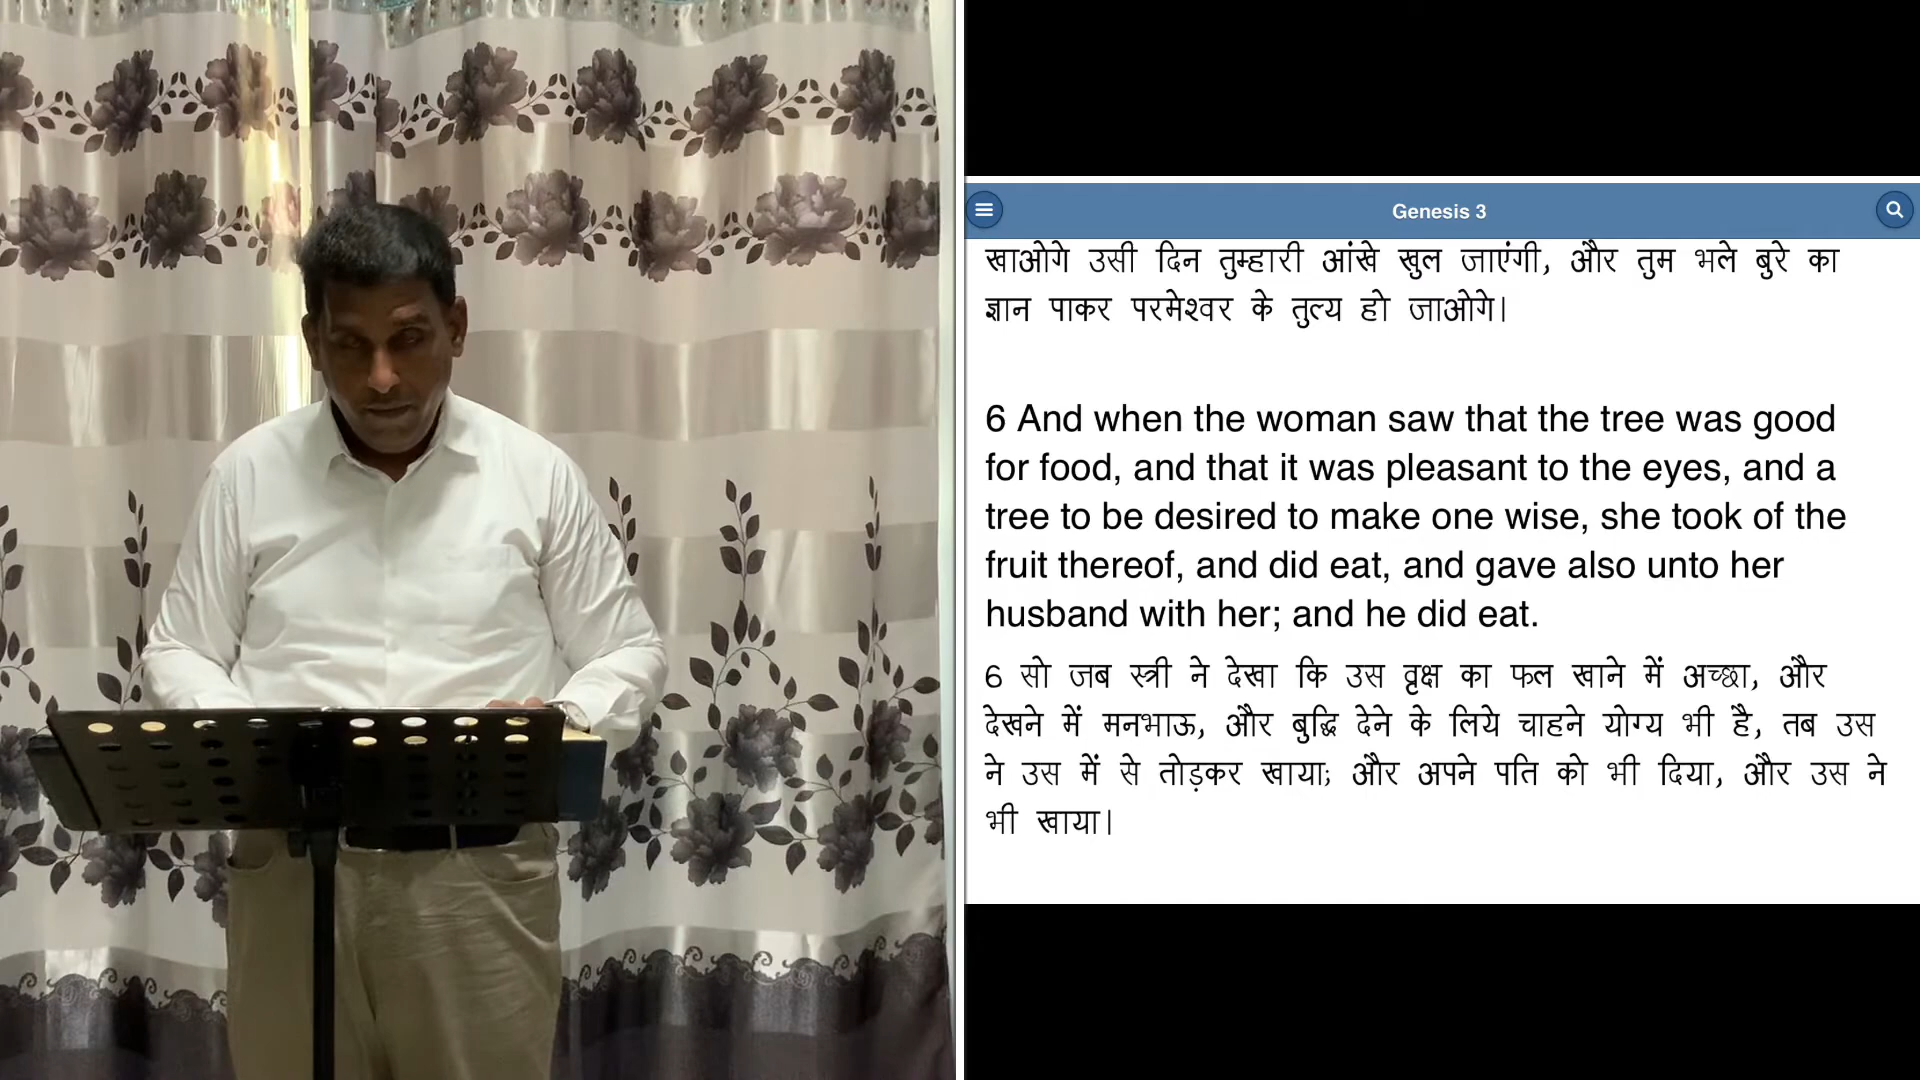 Genesis 3
खाओगे उसी दिन तुम्हारी आंखे खुल जाएंगी, और तुम भले बुरे का
ज्ञान पाकर परमेश्वर के तुल्य हो जाओगे।
6 And when the woman saw that the tree was good
for food, and that it was pleasant to the eyes, and a
tree to be desired to make one wise, she took of the
fruit thereof, and did eat, and gave also unto her
husband with her; and he did eat.
6 सो जब स्त्री ने देखा कि उस वृक्ष का फल खाने में अच्छा, और
देखने में मनभाऊ, और बुद्धि देने के लिये चाहने योग्य भी है, तब उस
ने उस में से तोड़कर खाया; और अपने पति को भी दिया, और उस ने
भी खाया।